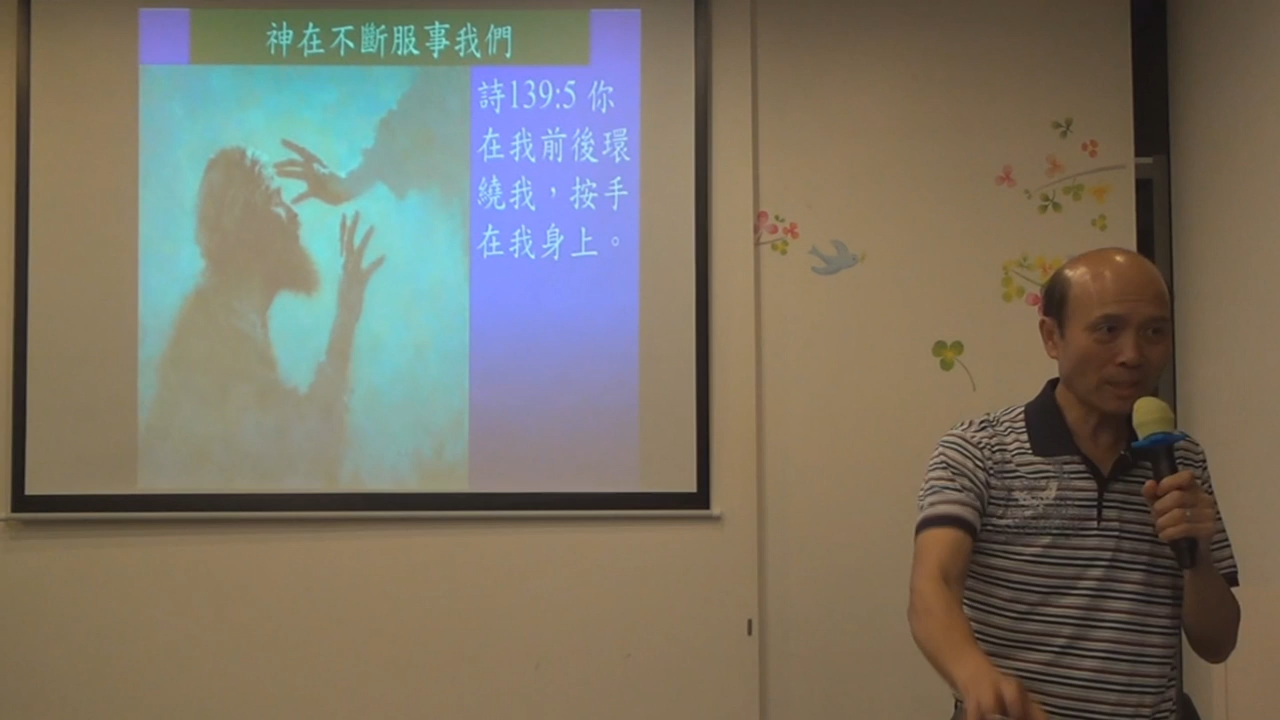 神在不斷服事我們
詩139:5 你
在我前後環
繞我，按手
在我身上。